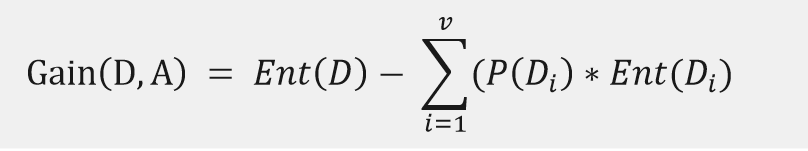 Gain(D, A) = Ent(D) − ∑_{i=1}^{v} (P(D_i) * Ent(D_i)